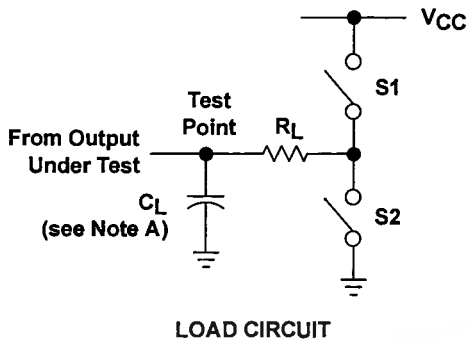 VCC
S1
Test
Point
RL
From Output
Under Test
CL
(see Note A)
S2
LOAD CIRCUIT